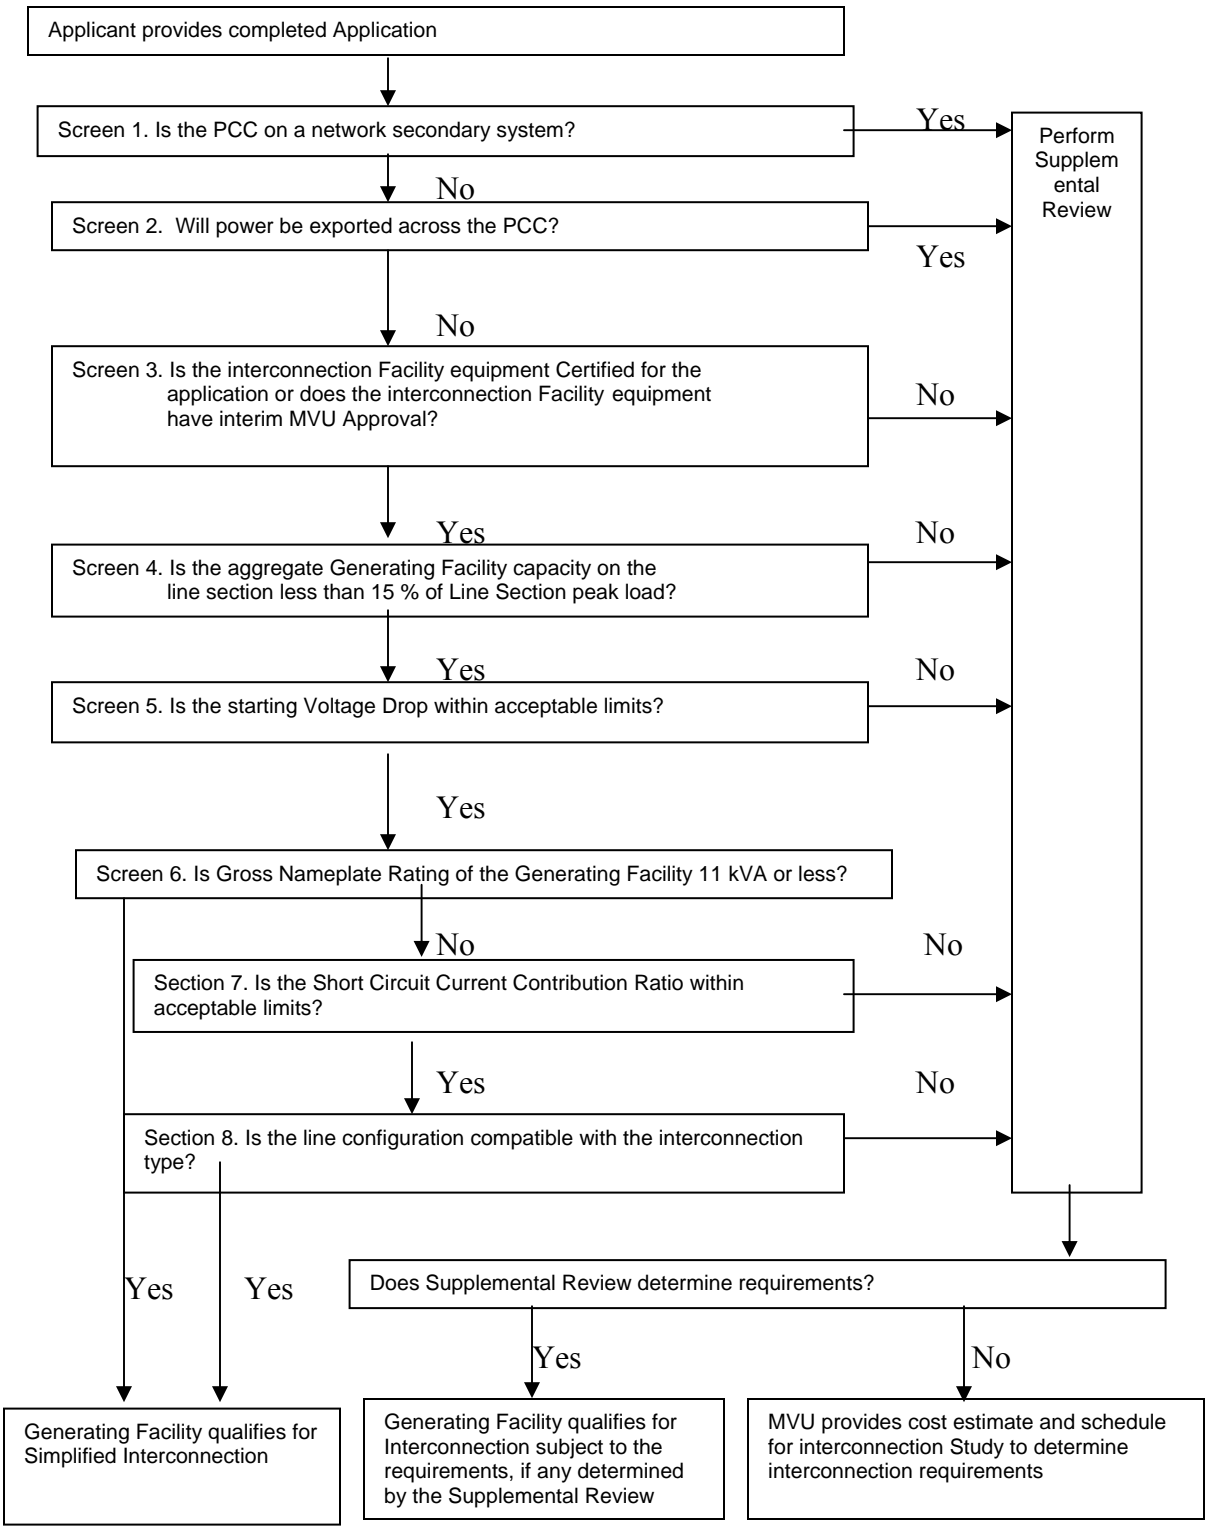 Applicant provides completed Application
Screen 1. Is the PCC on a network secondary system?
Yes
Perform
Supplem
ental
Review
No
Screen 2.  Will power be exported across the PCC?
Yes
No
Screen 3. Is the interconnection Facility equipment Certified for the
application or does the interconnection Facility equipment
have interim MVU Approval?
No
Yes
No
Screen 4. Is the aggregate Generating Facility capacity on the
line section less than 15 % of Line Section peak load?
Yes
No
Screen 5. Is the starting Voltage Drop within acceptable limits?
Yes
Screen 6. Is Gross Nameplate Rating of the Generating Facility 11 kVA or less?
No
No
Section 7. Is the Short Circuit Current Contribution Ratio within
acceptable limits?
Yes
No
Section 8. Is the line configuration compatible with the interconnection
type?
Yes
Yes
Does Supplemental Review determine requirements?
Yes
No
Generating Facility qualifies for
Simplified Interconnection
Generating Facility qualifies for
Interconnection subject to the
requirements, if any determined
by the Supplemental Review
MVU provides cost estimate and schedule
for interconnection Study to determine
interconnection requirements